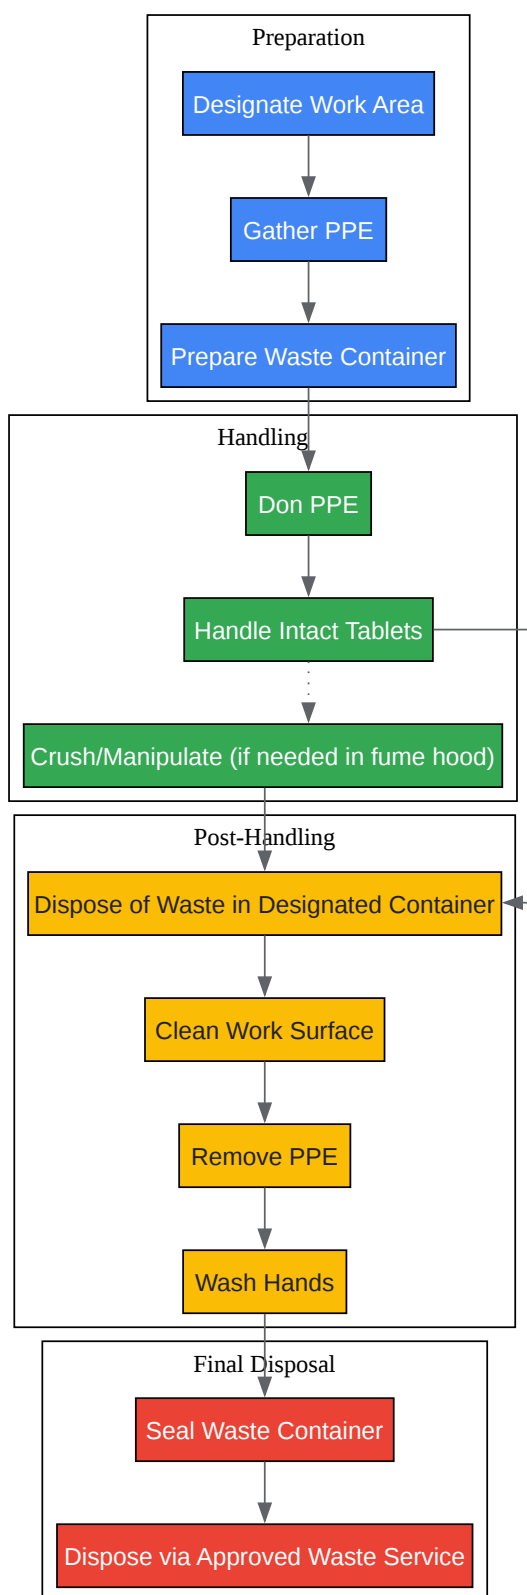 Preparation
Designate Work Area
Gather PPE
Prepare Waste Container
Handling
Don PPE
Handle Intact Tablets
Crush/Manipulate (if needed in fume hood)
Post-Handling
Dispose of Waste in Designated Container
Clean Work Surface
Remove PPE
Wash Hands
Final Disposal
Seal Waste Container
Dispose via Approved Waste Service